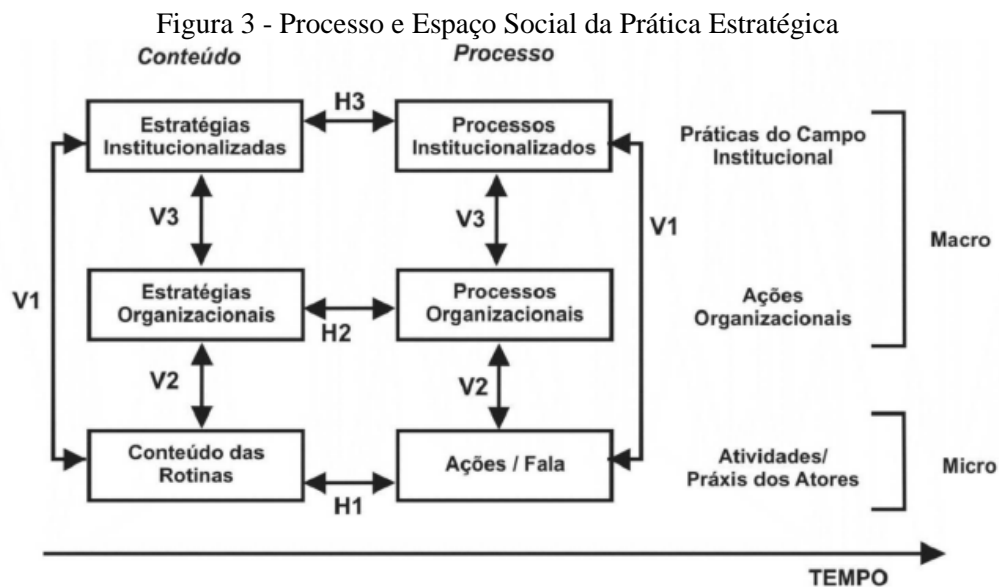 Figura 3 - Processo e Espaço Social da Prática Estratégica
Conteúdo
Processo
H3
Estratégias
Institucionalizadas
Processos
Institucionalizados
Práticas do Campo
Institucional
V3
V3
V1
Macro
V1
Estratégias
Organizacionais
H2
Processos
Organizacionais
Ações
Organizacionais
V2
V2
Conteúdo das
Rotinas
H1
Ações / Fala
Atividades/
Práxis dos Atores
Micro
TEMPO